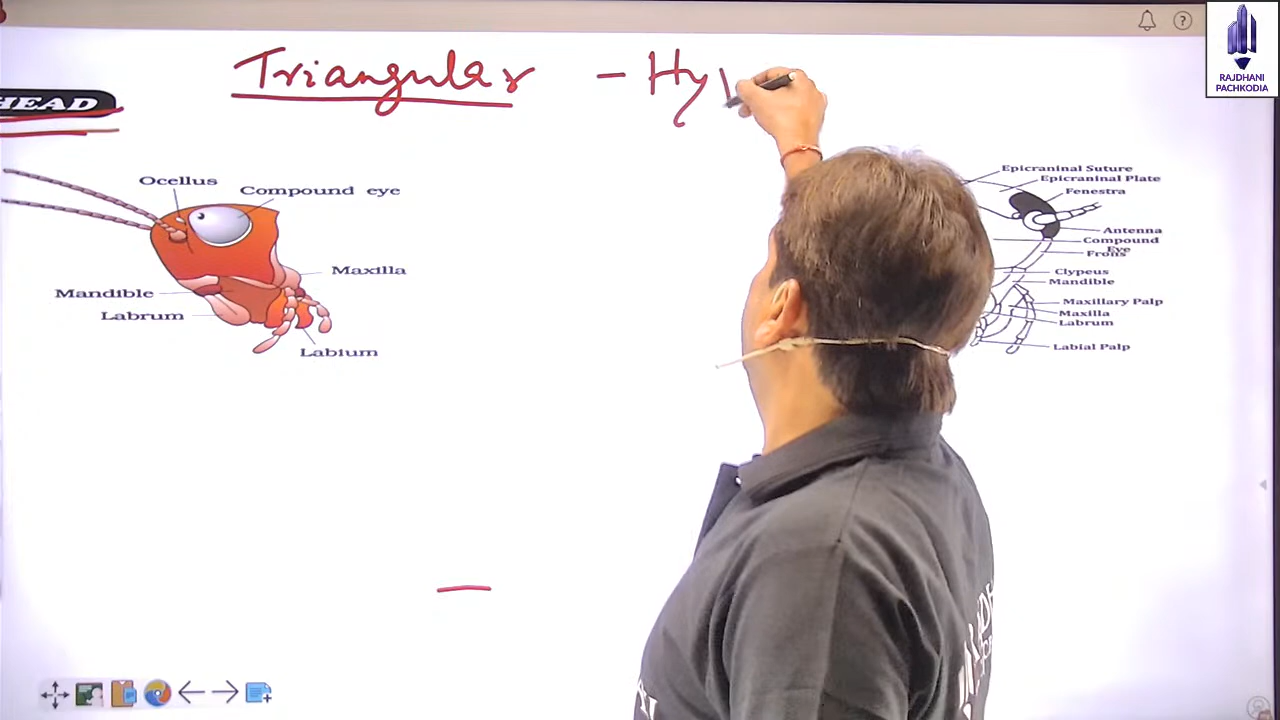 RAJDHANI
PACHKODIA
HEAD
Triangular - Hy
Ocellus
Compound eye
Maxilla
Mandible
Labrum
Labium
Epicraninal Suture
Epicraninal Plate
Fenestra
Antenna
Compound
Eye
Frons
Clypeus
Mandible
Maxillary Palp
Maxilla
Labrum
Labial Palp